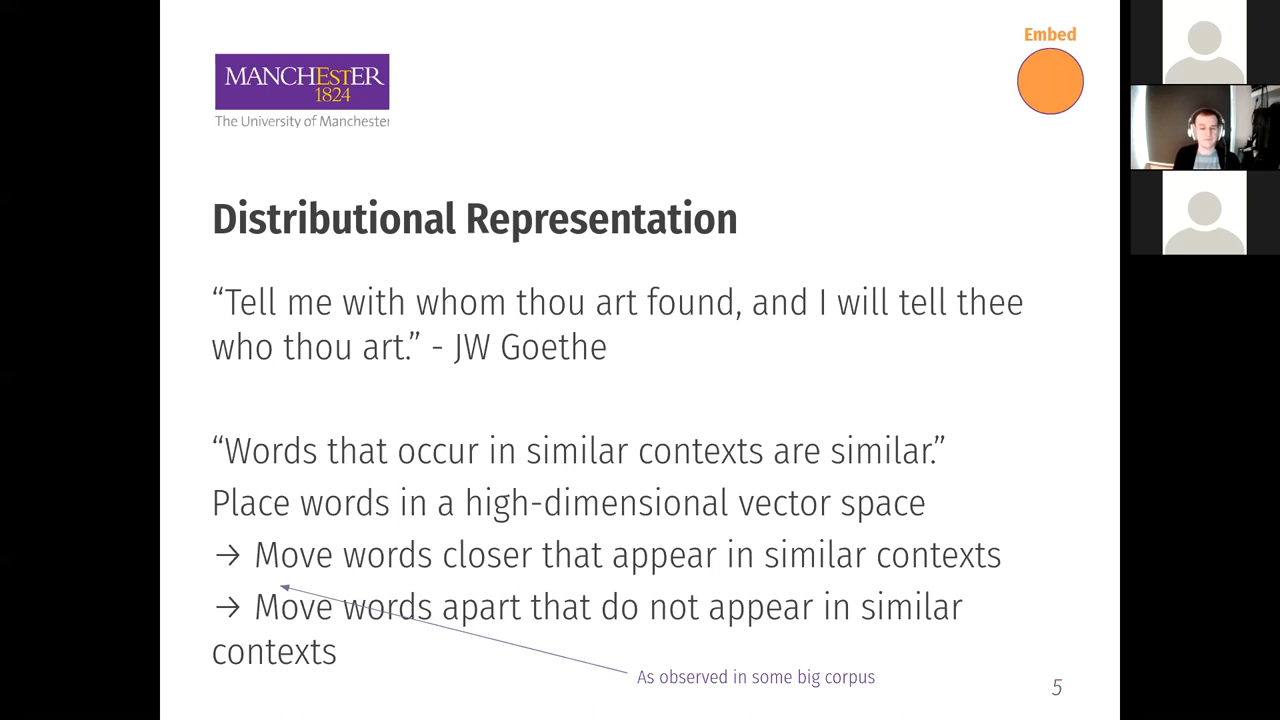 Embed
MANCHEsTER
1824
The University of Manchester
Distributional Representation
“Tell me with whom thou art found, and I will tell thee
who thou art.” - JW Goethe
“Words that occur in similar contexts are similar.”
Place words in a high-dimensional vector space
→ Move words closer that appear in similar contexts
→ Move words apart that do not appear in similar
contexts
As observed in some big corpus
5